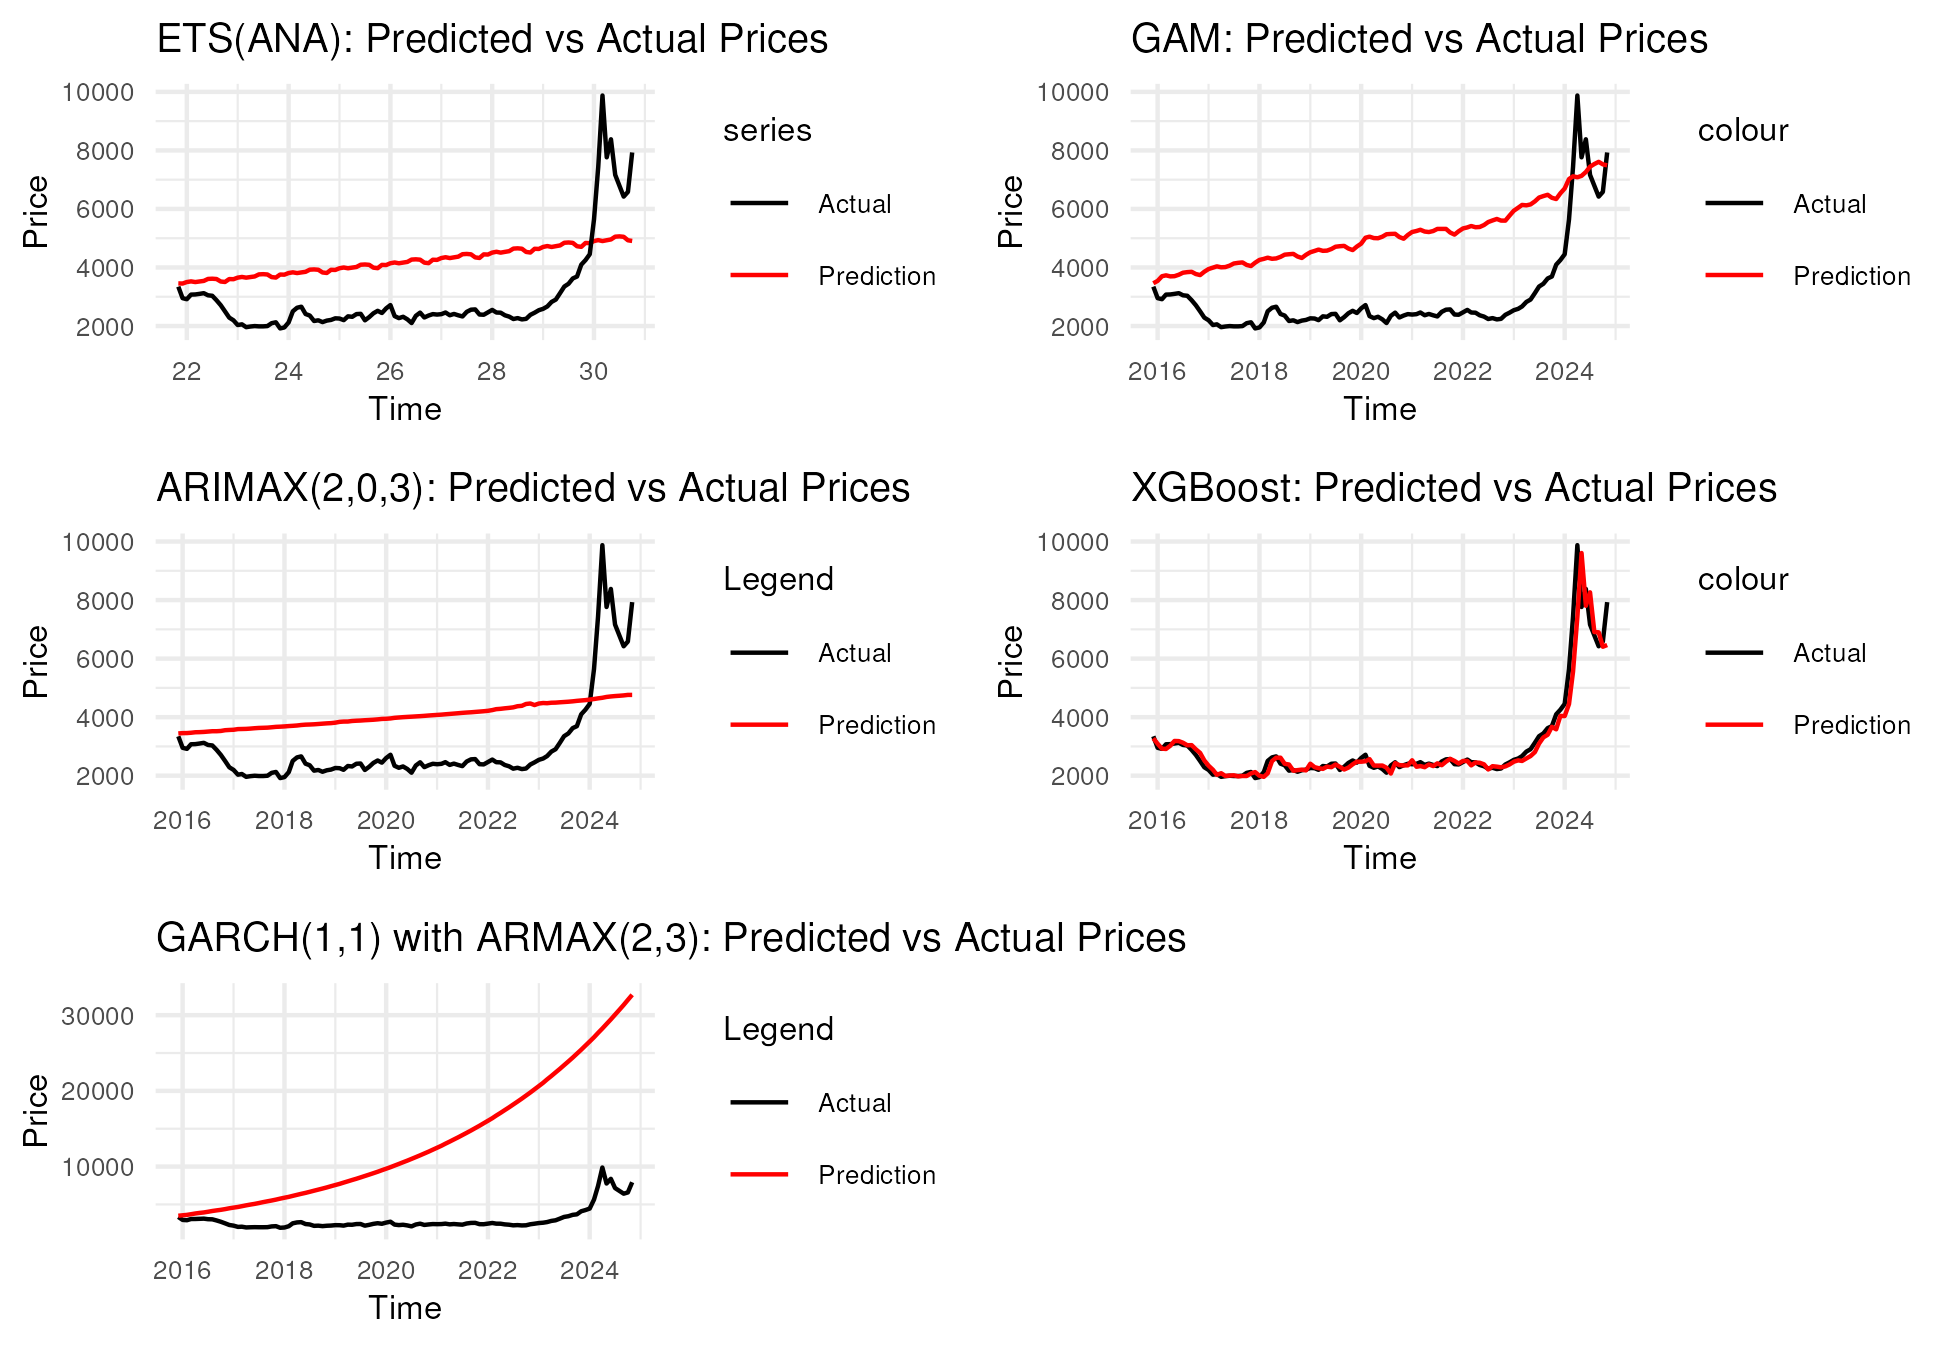 ETS(ANA): Predicted vs Actual Prices
10000
8000
6000
4000
2000
Price
22 24 26 28 30
Time
series
Actual
Prediction
GAM: Predicted vs Actual Prices
10000
8000
6000
4000
2000
Price
2016 2018 2020 2022 2024
Time
colour
Actual
Prediction
ARIMAX(2,0,3): Predicted vs Actual Prices
10000
8000
6000
4000
2000
Price
2016 2018 2020 2022 2024
Time
Legend
Actual
Prediction
XGBoost: Predicted vs Actual Prices
10000
8000
6000
4000
2000
Price
2016 2018 2020 2022 2024
Time
colour
Actual
Prediction
GARCH(1,1) with ARMAX(2,3): Predicted vs Actual Prices
30000
20000
10000
Price
2016 2018 2020 2022 2024
Time
Legend
Actual
Prediction